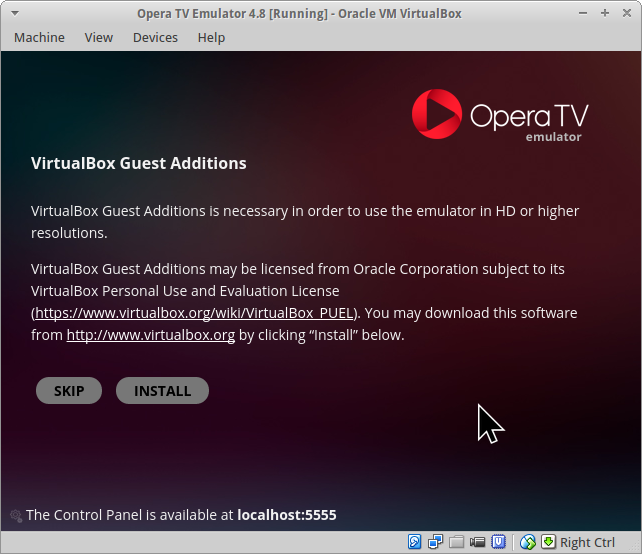 Opera TV Emulator 4.8 [Running] - Oracle VM VirtualBox
Machine View Devices Help
OperaTV
emulator
VirtualBox Guest Additions
VirtualBox Guest Additions is necessary in order to use the emulator in HD or higher
resolutions.
VirtualBox Guest Additions may be licensed from Oracle Corporation subject to its
VirtualBox Personal Use and Evaluation License
(https://www.virtualbox.org/wiki/VirtualBox_PUEL). You may download this software
from http://www.virtualbox.org by clicking “Install” below.
SKIP INSTALL
The Control Panel is available at localhost:5555
Right Ctrl